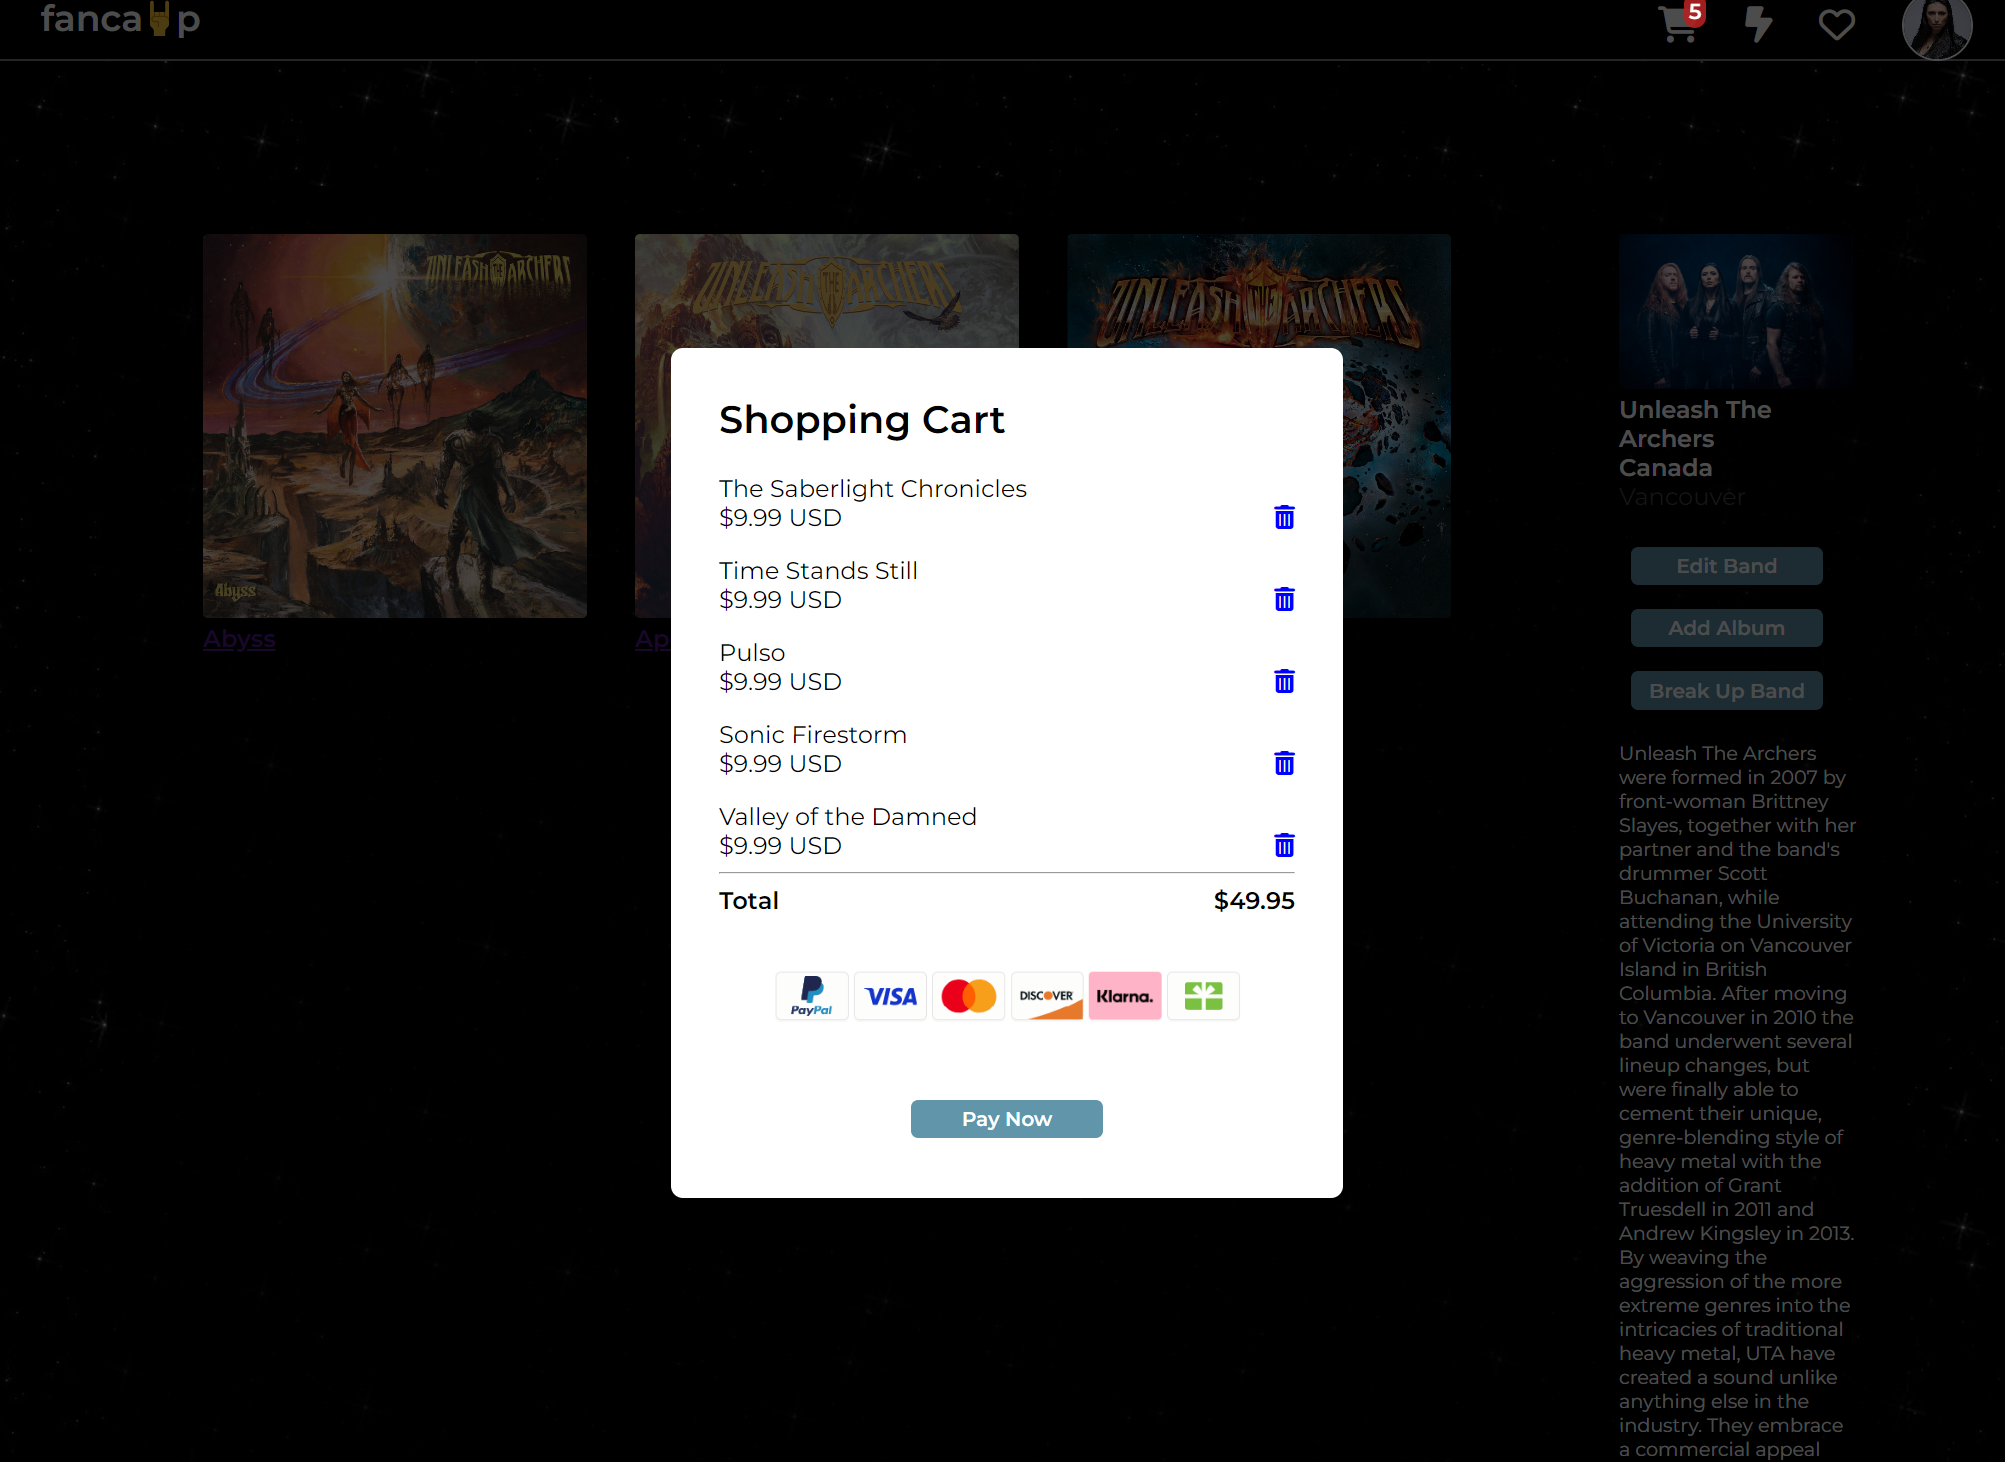 fanca🤘p
5
UNLEASH THE ARCHERS
UNLEASH THE ARCHERS
UNLEASH THE ARCHERS
Abyss
Abyss
Ap
Shopping Cart
The Saberlight Chronicles
$9.99 USD
Time Stands Still
$9.99 USD
Pulso
$9.99 USD
Sonic Firestorm
$9.99 USD
Valley of the Damned
$9.99 USD
Total $49.95
PayPal VISA DISCOVER Klarna.
Pay Now
Unleash The
Archers
Canada
Vancouver
Edit Band
Add Album
Break Up Band
Unleash The Archers
were formed in 2007 by
front-woman Brittney
Slayes, together with her
partner and the band's
drummer Scott
Buchanan, while
attending the University
of Victoria on Vancouver
Island in British
Columbia. After moving
to Vancouver in 2010 the
band underwent several
lineup changes, but
were finally able to
cement their unique,
genre-blending style of
heavy metal with the
addition of Grant
Truesdell in 2011 and
Andrew Kingsley in 2013.
By weaving the
aggression of the more
extreme genres into the
intricacies of traditional
heavy metal, UTA have
created a sound unlike
anything else in the
industry. They embrace
a commercial appeal